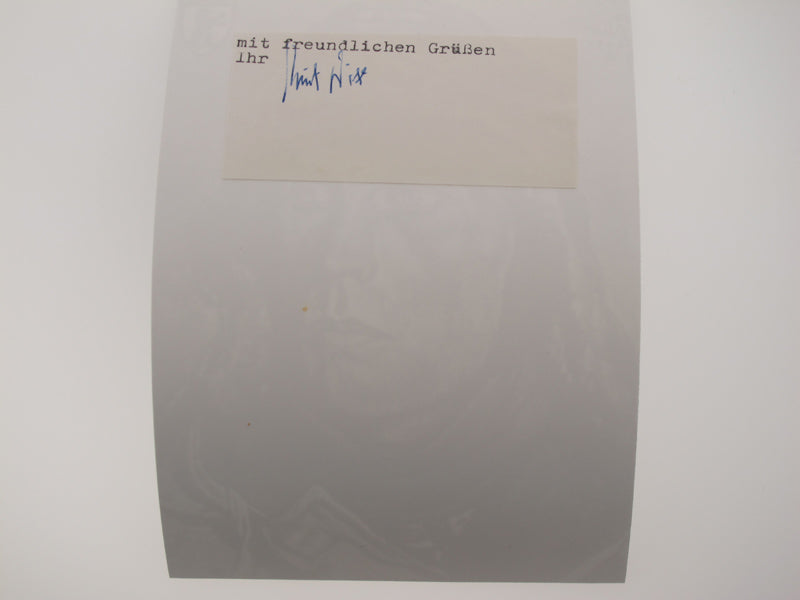 mit freundlichen Grüßen
Ihr